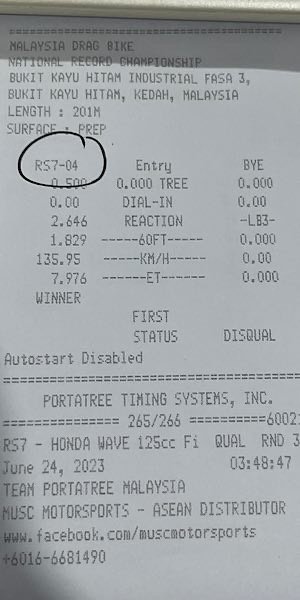 ======================================
MALAYSIA DRAG BIKE
NATIONAL RECORD CHAMPIONSHIP
BUKIT KAYU HITAM INDUSTRIAL FASA 3,
BUKIT KAYU HITAM, KEDAH, MALAYSIA
LENGTH : 201M
SURFACE : PREP
RS7-04 Entry BYE
0.500 0.000 TREE 0.000
0.00 DIAL-IN 0.00
2.646 REACTION -LB3-
1.829 -----60FT------ 0.000
135.95 -----KM/H------ 0.00
7.976 ------ET------- 0.000
WINNER
FIRST
STATUS DISQUAL
Autostart Disabled
======================================
PORTATREE TIMING SYSTEMS, INC.
=============== 265/266 ==========6002
RS7 - HONDA WAVE 125cc Fi QUAL RND 3
June 24, 2023 03:48:47
TEAM PORTATREE MALAYSIA
MUSC MOTORSPORTS - ASEAN DISTRIBUTOR
www.facebook.com/muscmotorsports
+6016-6681490